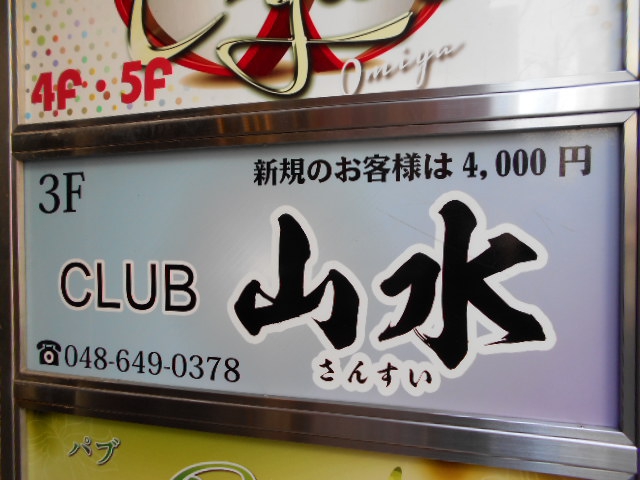 Omiya
4F・5F
3F
新規のお客様は 4,000 円
CLUB 山水
さんすい
☎048-649-0378
パブ